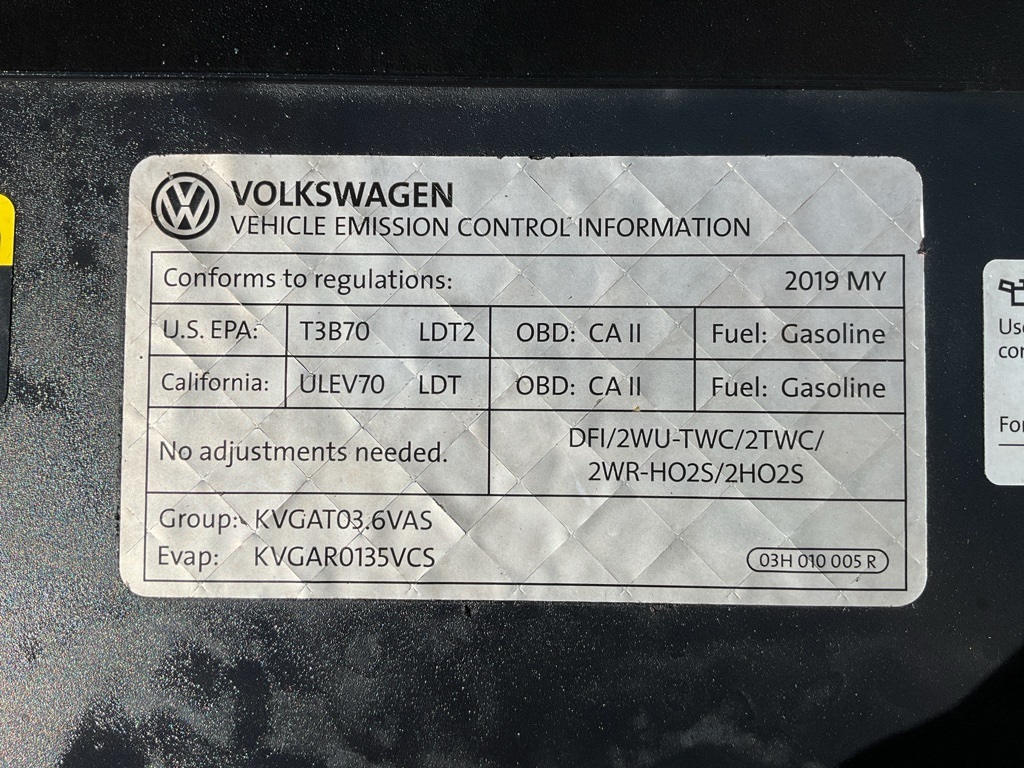 VOLKSWAGEN
VEHICLE EMISSION CONTROL INFORMATION
Conforms to regulations: 2019 MY
U.S. EPA: T3B70 LDT2 OBD: CA II Fuel: Gasoline
California: ULEV70 LDT OBD: CA II Fuel: Gasoline
No adjustments needed.
DFI/2WU-TWC/2TWC/
2WR-HO2S/2HO2S
Group: KVGAT03.6VAS
Evap: KVGAR0135VCS
03H 010 005 R